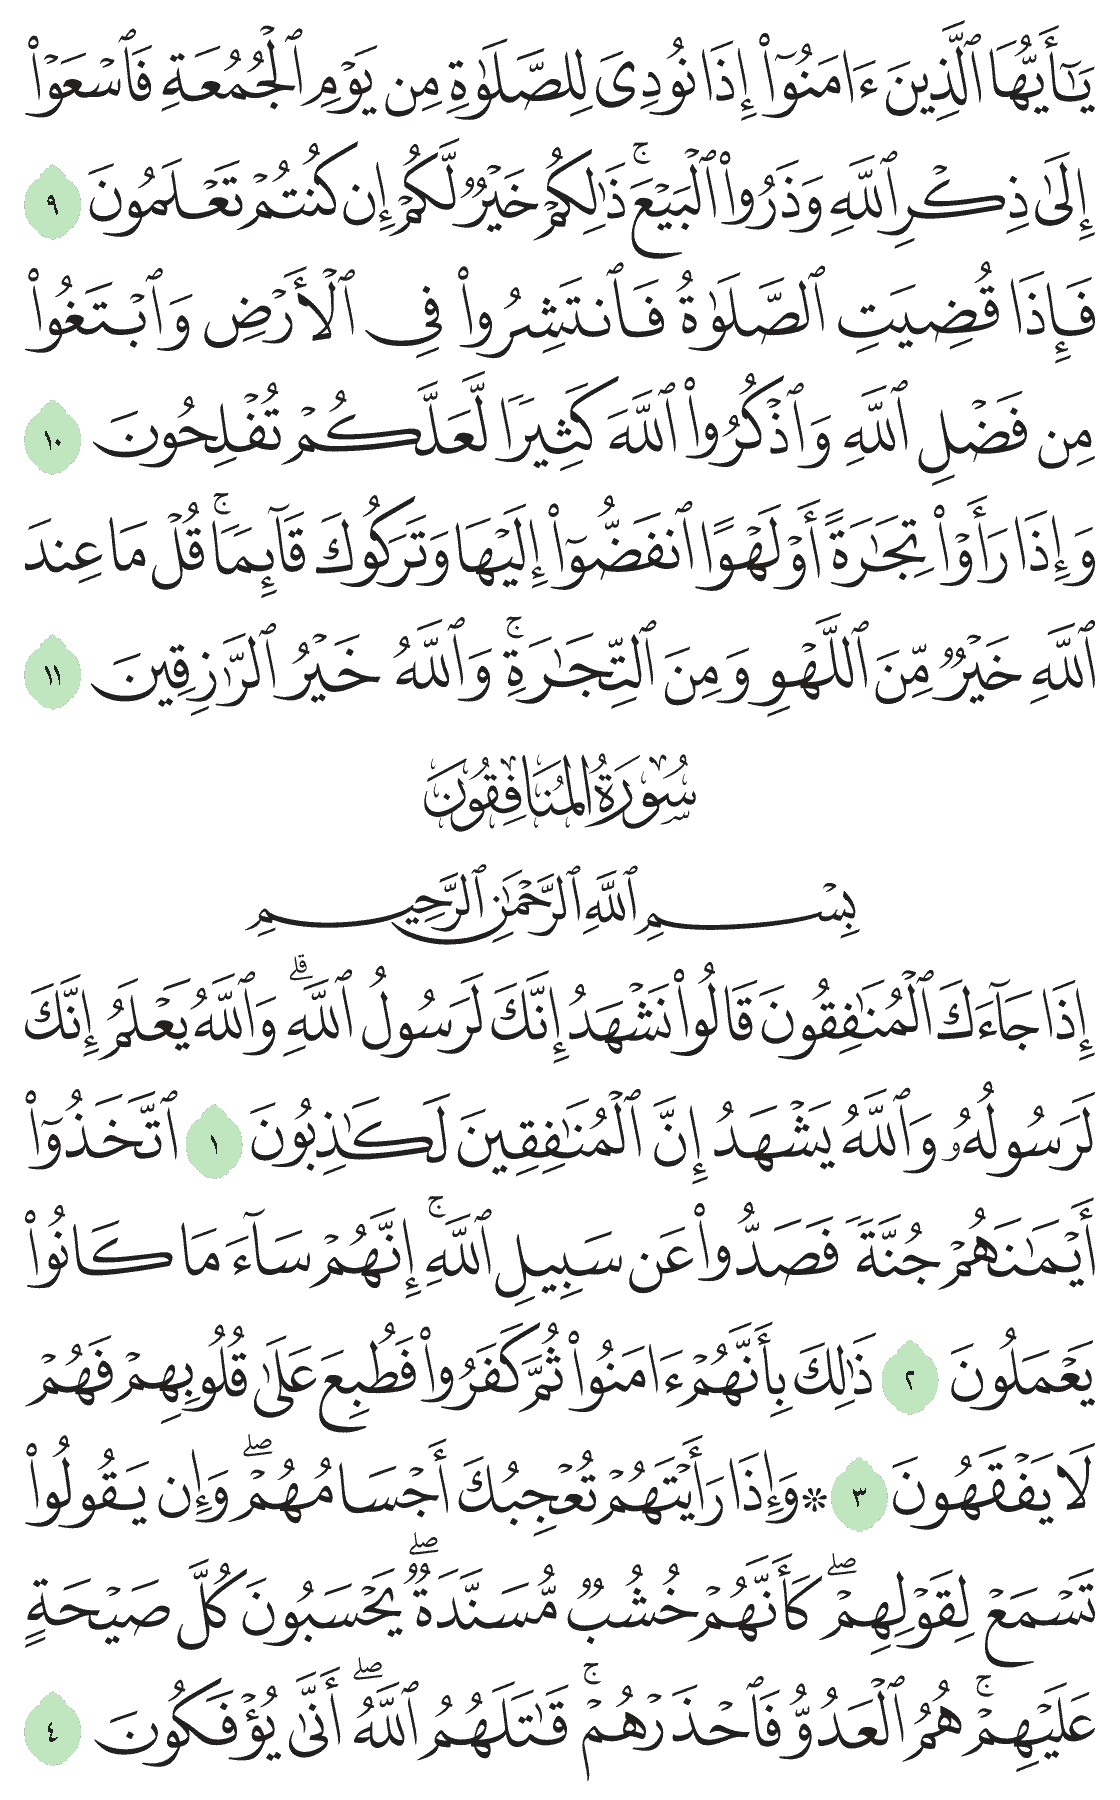 يَـٰٓأَيُّهَا ٱلَّذِينَ ءَامَنُوٓا۟ إِذَا نُودِىَ لِلصَّلَوٰةِ مِن يَوْمِ ٱلْجُمُعَةِ فَٱسْعَوْا۟
إِلَىٰ ذِكْرِ ٱللَّهِ وَذَرُوا۟ ٱلْبَيْعَ ۚ ذَٰلِكُمْ خَيْرٌ لَّكُمْ إِن كُنتُمْ تَعْلَمُونَ ٩
فَإِذَا قُضِيَتِ ٱلصَّلَوٰةُ فَٱنتَشِرُوا۟ فِى ٱلْأَرْضِ وَٱبْتَغُوا۟
مِن فَضْلِ ٱللَّهِ وَٱذْكُرُوا۟ ٱللَّهَ كَثِيرًا لَّعَلَّكُمْ تُفْلِحُونَ ١٠
وَإِذَا رَأَوْا۟ تِجَـٰرَةً أَوْ لَهْوًا ٱنفَضُّوٓا۟ إِلَيْهَا وَتَرَكُوكَ قَآئِمًا ۚ قُلْ مَا عِندَ
ٱللَّهِ خَيْرٌ مِّنَ ٱللَّهْوِ وَمِنَ ٱلتِّجَـٰرَةِ ۚ وَٱللَّهُ خَيْرُ ٱلرَّٰزِقِينَ ١١
سُورَةُ المُنَافِقُونَ
بِسْمِ ٱللَّهِ ٱلرَّحْمَـٰنِ ٱلرَّحِيمِ
إِذَا جَآءَكَ ٱلْمُنَـٰفِقُونَ قَالُوا۟ نَشْهَدُ إِنَّكَ لَرَسُولُ ٱللَّهِ ۗ وَٱللَّهُ يَعْلَمُ إِنَّكَ
لَرَسُولُهُۥ وَٱللَّهُ يَشْهَدُ إِنَّ ٱلْمُنَـٰفِقِينَ لَكَـٰذِبُونَ ١ ٱتَّخَذُوٓا۟
أَيْمَـٰنَهُمْ جُنَّةً فَصَدُّوا۟ عَن سَبِيلِ ٱللَّهِ ۚ إِنَّهُمْ سَآءَ مَا كَانُوا۟
يَعْمَلُونَ ٢ ذَٰلِكَ بِأَنَّهُمْ ءَامَنُوا۟ ثُمَّ كَفَرُوا۟ فَطُبِعَ عَلَىٰ قُلُوبِهِمْ فَهُمْ
لَا يَفْقَهُونَ ٣ ۞ وَإِذَا رَأَيْتَهُمْ تُعْجِبُكَ أَجْسَامُهُمْ ۖ وَإِن يَقُولُوا۟
تَسْمَعْ لِقَوْلِهِمْ ۖ كَأَنَّهُمْ خُشُبٌ مُّسَنَّدَةٌ ۖ يَحْسَبُونَ كُلَّ صَيْحَةٍ
عَلَيْهِمْ ۚ هُمُ ٱلْعَدُوُّ فَٱحْذَرْهُمْ ۚ قَـٰتَلَهُمُ ٱللَّهُ ۖ أَنَّىٰ يُؤْفَكُونَ ٤